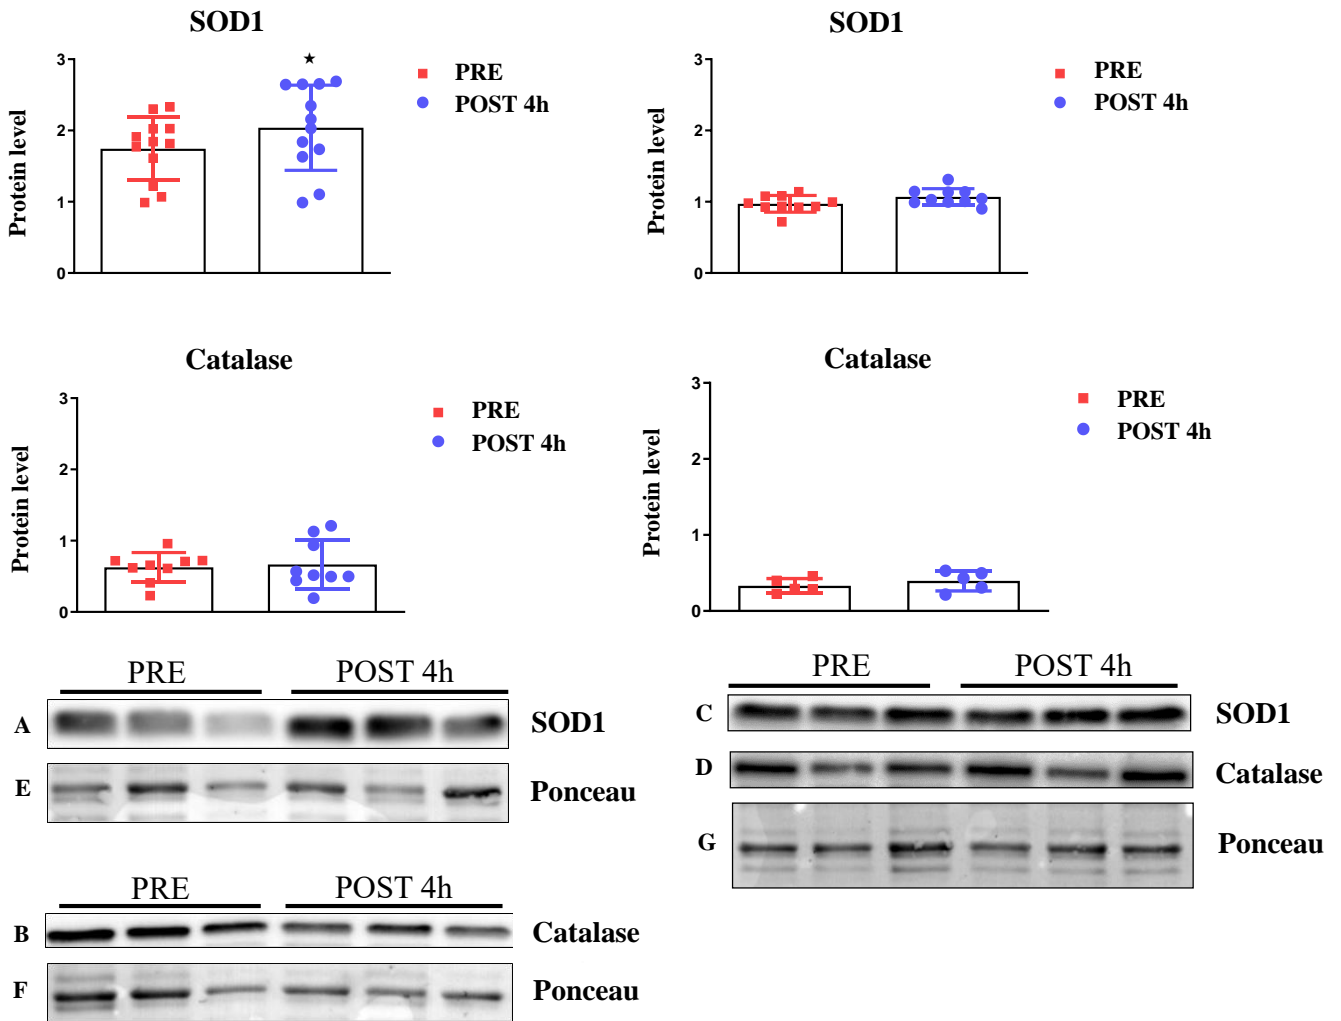 SOD1
3
2
1
0
Protein level
★
PRE
POST 4h
SOD1
3
2
1
0
Protein level
PRE
POST 4h
Catalase
3
2
1
0
Protein level
PRE
POST 4h
Catalase
3
2
1
0
Protein level
PRE
POST 4h
PRE POST 4h
A SOD1
E Ponceau
PRE POST 4h
B Catalase
F Ponceau
PRE POST 4h
C SOD1
D Catalase
G Ponceau